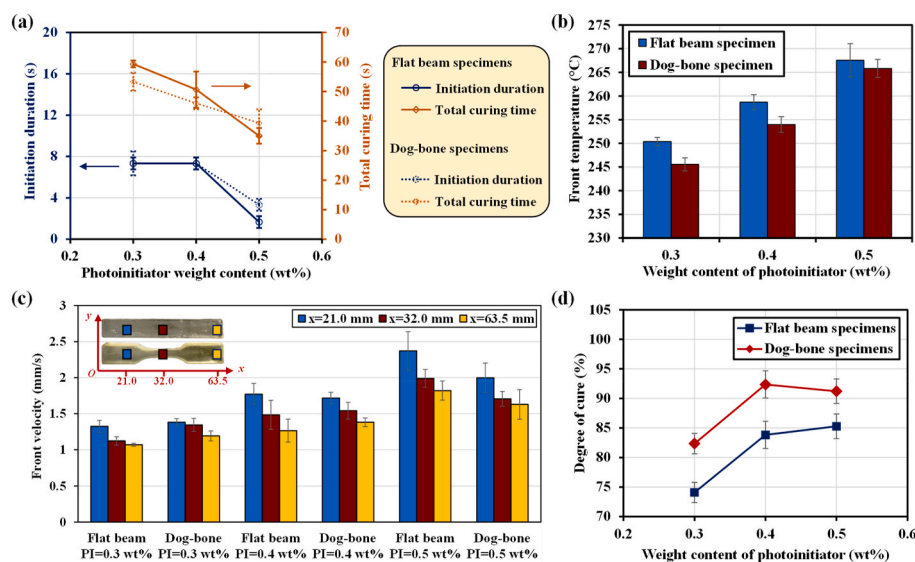 (a)
20
16
12
8
4
0
Initiation duration (s)
70
60
50
40
30
20
10
0
Total curing time (s)
0.2 0.3 0.4 0.5 0.6
Photoinitiator weight content (wt%)
Flat beam specimens
Initiation duration
Total curing time
Dog-bone specimens
Initiation duration
Total curing time
(b)
275
270
265
260
255
250
245
240
235
230
Front temperature (°C)
Flat beam specimen
Dog-bone specimen
0.3 0.4 0.5
Weight content of photoinitiator (wt%)
(c)
3
2.5
2
1.5
1
0.5
0
Front velocity (mm/s)
y
O 21.0 32.0 63.5
x
x=21.0 mm x=32.0 mm x=63.5 mm
Flat beam Dog-bone Flat beam Dog-bone Flat beam Dog-bone
PI=0.3 wt% PI=0.3 wt% PI=0.4 wt% PI=0.4 wt% PI=0.5 wt% PI=0.5 wt%
(d)
105
100
95
90
85
80
75
70
Degree of cure (%)
Flat beam specimens
Dog-bone specimens
0.2 0.3 0.4 0.5 0.6
Weight content of photoinitiator (wt%)